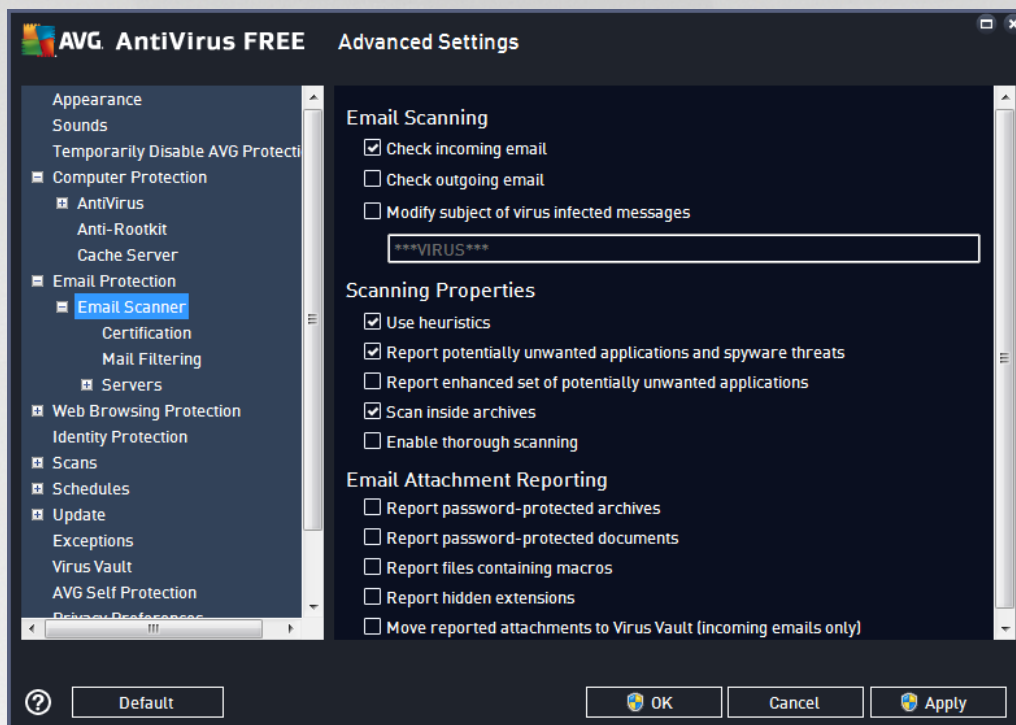 AVG. AntiVirus FREE Advanced Settings
Appearance
Sounds
Temporarily Disable AVG Protecti
Computer Protection
AntiVirus
Anti-Rootkit
Cache Server
Email Protection
Email Scanner
Certification
Mail Filtering
Servers
Web Browsing Protection
Identity Protection
Scans
Schedules
Update
Exceptions
Virus Vault
AVG Self Protection
Privacy Preferences
Email Scanning
Check incoming email
Check outgoing email
Modify subject of virus infected messages
***VIRUS***
Scanning Properties
Use heuristics
Report potentially unwanted applications and spyware threats
Report enhanced set of potentially unwanted applications
Scan inside archives
Enable thorough scanning
Email Attachment Reporting
Report password-protected archives
Report password-protected documents
Report files containing macros
Report hidden extensions
Move reported attachments to Virus Vault (incoming emails only)
? Default OK Cancel Apply